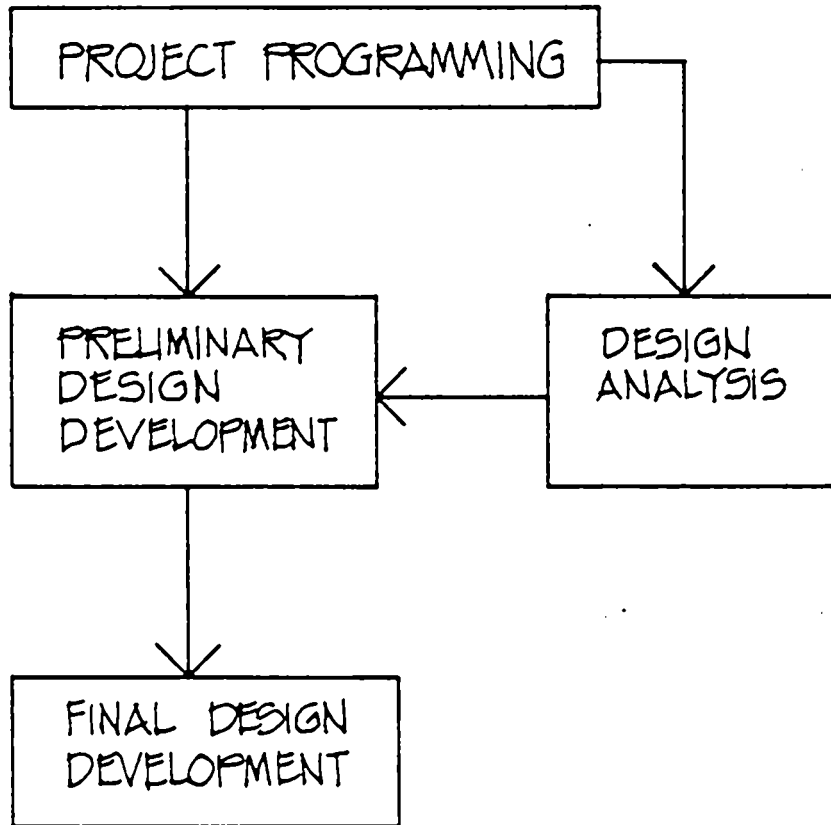 PROJECT PROGRAMMING
PRELIMINARY
DESIGN
DEVELOPMENT
DESIGN
ANALYSIS
FINAL DESIGN
DEVELOPMENT